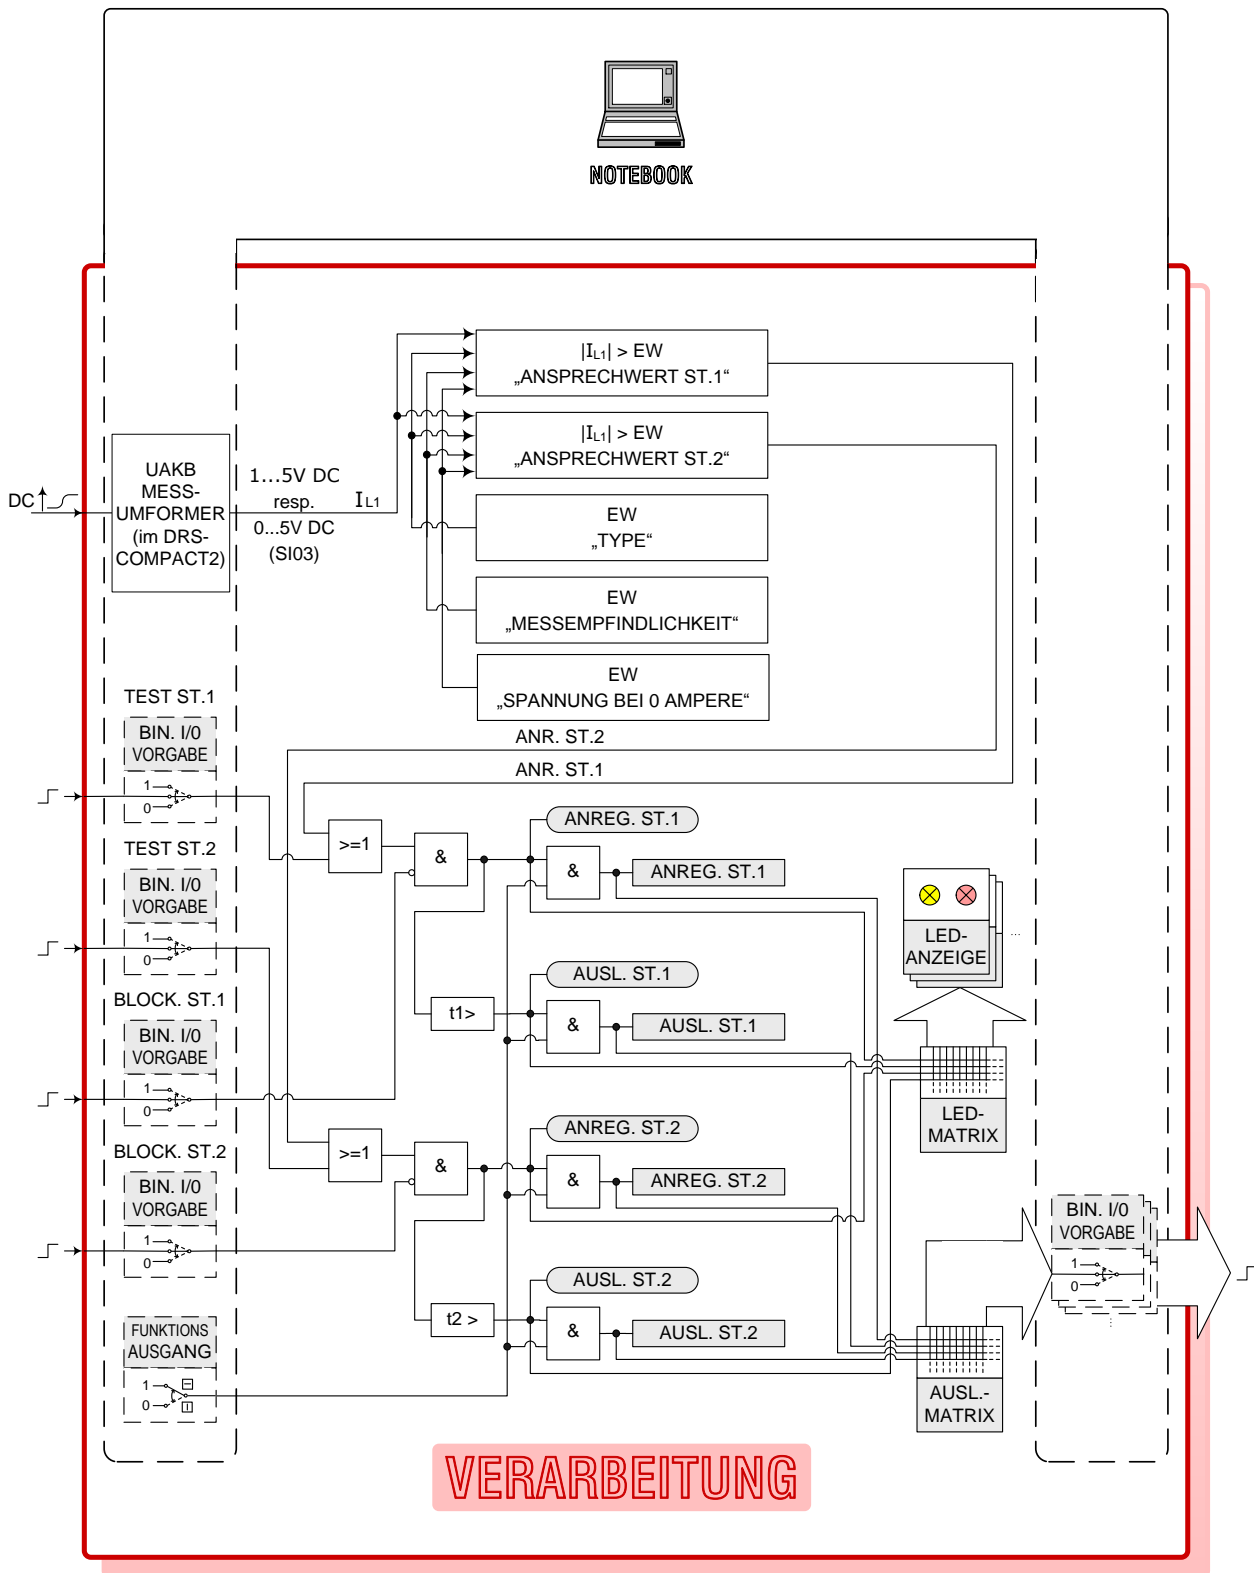 NOTEBOOK
|IL1| > EW
„ANSPRECHWERT ST.1“
|IL1| > EW
„ANSPRECHWERT ST.2“
EW
„TYPE“
EW
„MESSEMPFINDLICHKEIT“
EW
„SPANNUNG BEI 0 AMPERE“
DC
UAKB
MESS-
UMFORMER
(im DRS-
COMPACT2)
1...5V DC
resp.
0...5V DC
(SI03)
IL1
ANR. ST.2
ANR. ST.1
TEST ST.1
BIN. I/0
VORGABE
1
0
TEST ST.2
BIN. I/0
VORGABE
1
0
BLOCK. ST.1
BIN. I/0
VORGABE
1
0
BLOCK. ST.2
BIN. I/0
VORGABE
1
0
FUNKTIONS
AUSGANG
1
0
>=1
&
ANREG. ST.1
&
ANREG. ST.1
t1>
AUSL. ST.1
&
AUSL. ST.1
>=1
&
ANREG. ST.2
&
ANREG. ST.2
t2 >
AUSL. ST.2
&
AUSL. ST.2
LED-
ANZEIGE
...
LED-
MATRIX
AUSL.-
MATRIX
BIN. I/0
VORGABE
1
0
...
VERARBEITUNG